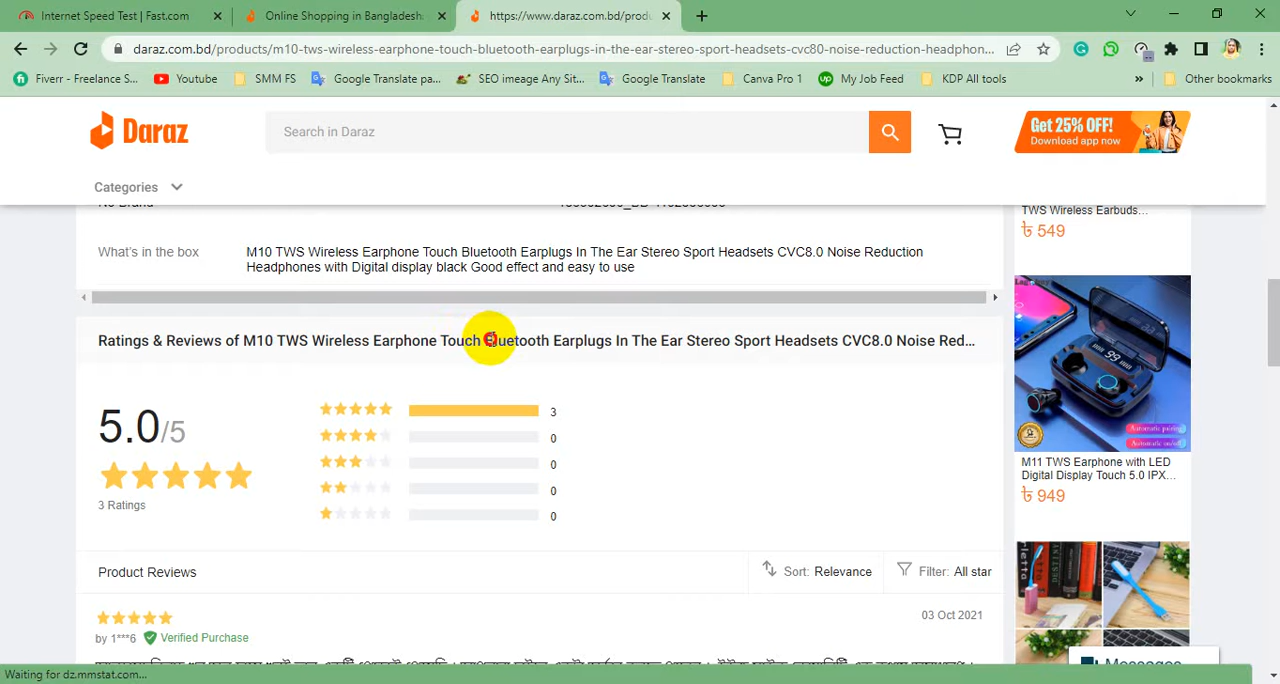 Internet Speed Test | Fast.com
Online Shopping in Bangladesh
https://www.daraz.com.bd/produ
daraz.com.bd/products/m10-tws-wireless-earphone-touch-bluetooth-earplugs-in-the-ear-stereo-sport-headsets-cvc80-noise-reduction-headphon...
Fiverr - Freelance S...
Youtube
SMM FS
Google Translate pa...
SEO imeage Any Sit...
Google Translate
Canva Pro 1
My Job Feed
KDP All tools
»
Other bookmarks
Daraz
Search in Daraz
Get 25% OFF!
Download app now
Categories
What's in the box
M10 TWS Wireless Earphone Touch Bluetooth Earplugs In The Ear Stereo Sport Headsets CVC8.0 Noise Reduction
Headphones with Digital display black Good effect and easy to use
Ratings & Reviews of M10 TWS Wireless Earphone Touch Bluetooth Earplugs In The Ear Stereo Sport Headsets CVC8.0 Noise Red...
5.0/5
3 Ratings
3
0
0
0
0
Product Reviews
Sort: Relevance
Filter: All star
03 Oct 2021
by 1***6 Verified Purchase
TWS Wireless Earbuds...
৳ 549
99
Automatic pairing
Automatic on/off
M11 TWS Earphone with LED
Digital Display Touch 5.0 IPX...
৳ 949
Messages
Waiting for dz.mmstat.com...